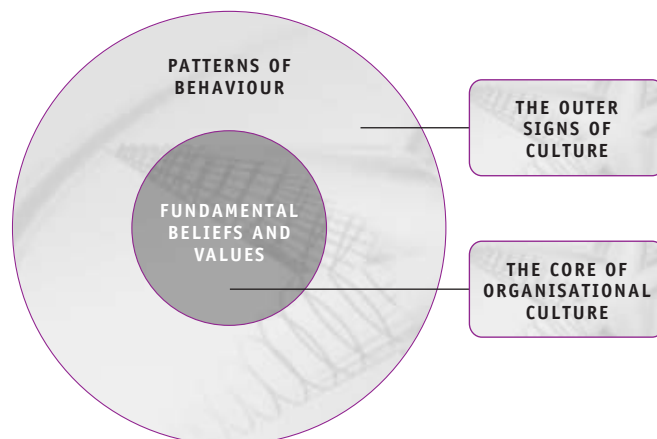 PATTERNS OF
BEHAVIOUR
THE OUTER
SIGNS OF
CULTURE
FUNDAMENTAL
BELIEFS AND
VALUES
THE CORE OF
ORGANISATIONAL
CULTURE